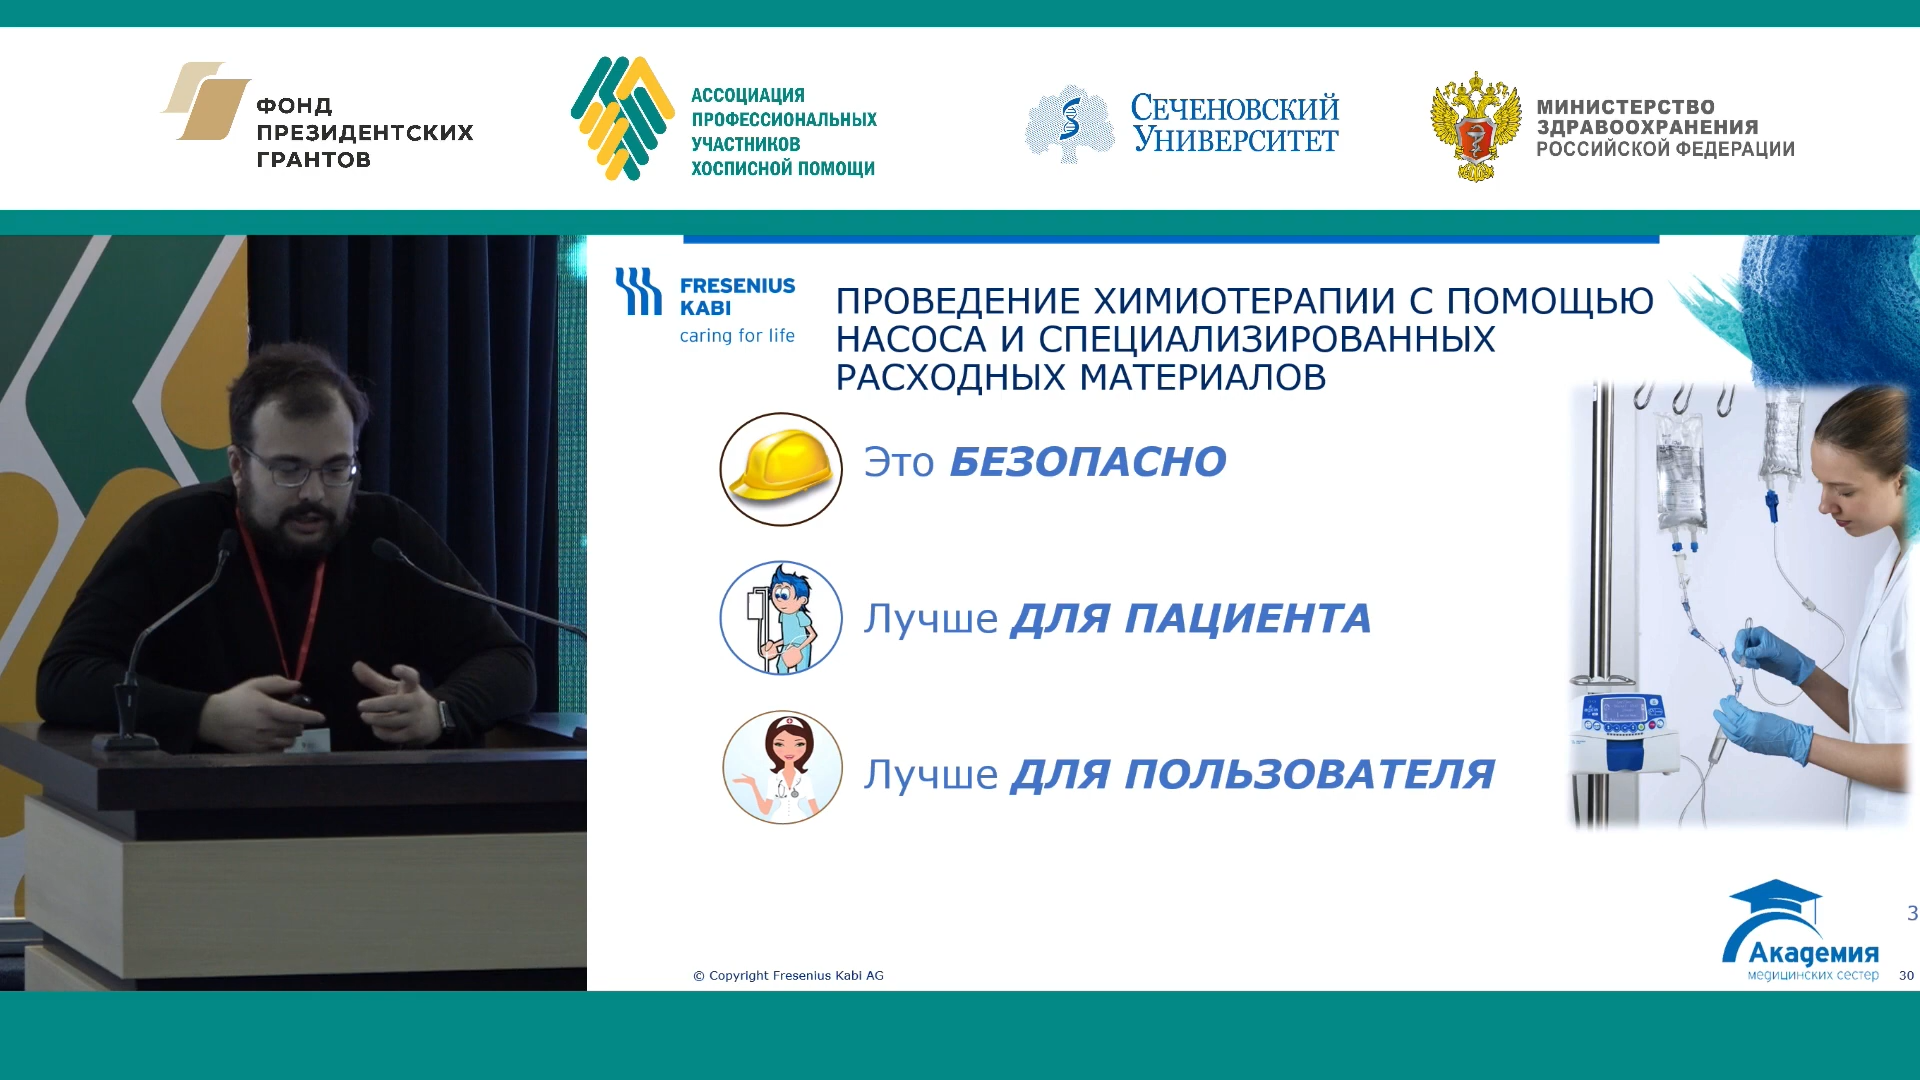 ФОНД
ПРЕЗИДЕНТСКИХ
ГРАНТОВ
АССОЦИАЦИЯ
ПРОФЕССИОНАЛЬНЫХ
УЧАСТНИКОВ
ХОСПИСНОЙ ПОМОЩИ
СЕЧЕНОВСКИЙ
УНИВЕРСИТЕТ
МИНИСТЕРСТВО
ЗДРАВООХРАНЕНИЯ
РОССИЙСКОЙ ФЕДЕРАЦИИ
FRESENIUS
KABI
caring for life
ПРОВЕДЕНИЕ ХИМИОТЕРАПИИ С ПОМОЩЬЮ
НАСОСА И СПЕЦИАЛИЗИРОВАННЫХ
РАСХОДНЫХ МАТЕРИАЛОВ
Это БЕЗОПАСНО
Лучше ДЛЯ ПАЦИЕНТА
Лучше ДЛЯ ПОЛЬЗОВАТЕЛЯ
3
Академия
медицинских сестер
© Copyright Fresenius Kabi AG
30